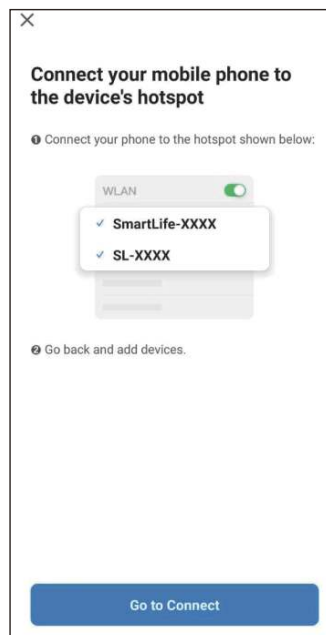 Connect your mobile phone to
the device's hotspot
❶ Connect your phone to the hotspot shown below:
WLAN
✓ SmartLife-XXXX
✓ SL-XXXX
❷ Go back and add devices.
Go to Connect